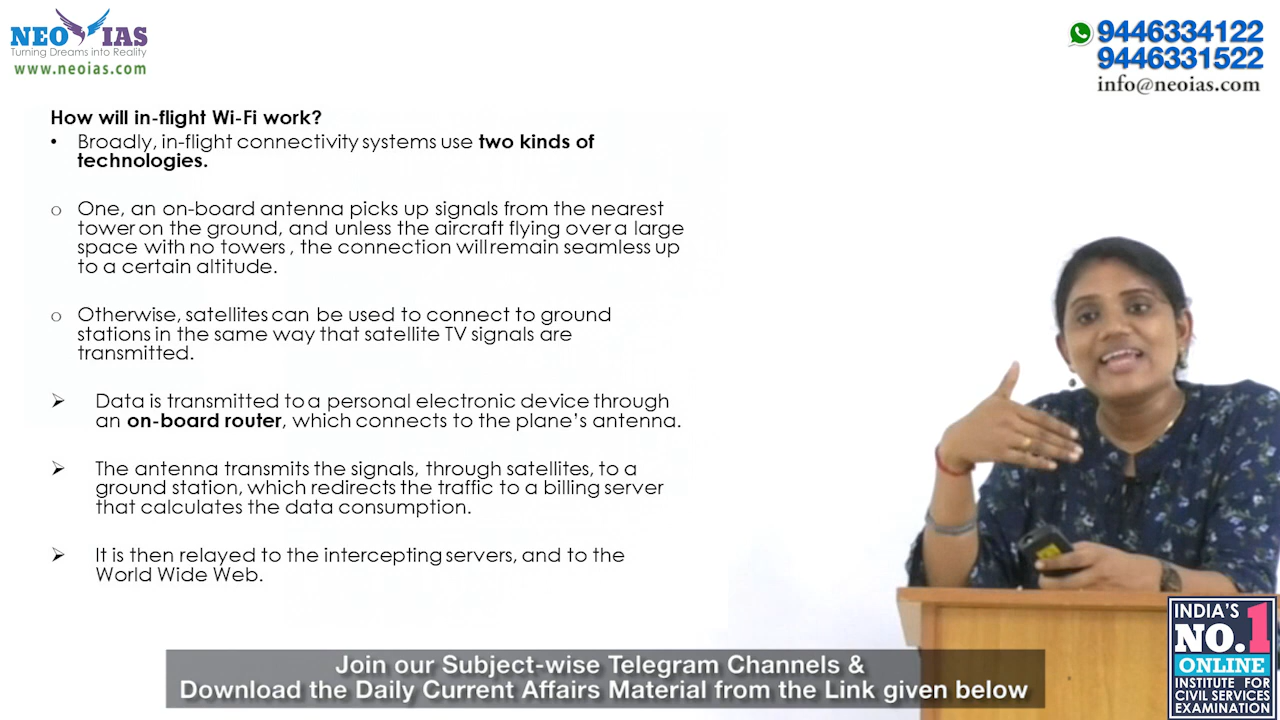 NEO IAS
Turning Dreams into Reality
www.neoias.com
9446334122
9446331522
info@neoias.com
How will in-flight Wi-Fi work?
• Broadly, in-flight connectivity systems use two kinds of
technologies.
o One, an on-board antenna picks up signals from the nearest
tower on the ground, and unless the aircraft flying over a large
space with no towers , the connection will remain seamless up
to a certain altitude.
o Otherwise, satellites can be used to connect to ground
stations in the same way that satellite TV signals are
transmitted.
➢ Data is transmitted to a personal electronic device through
an on-board router, which connects to the plane's antenna.
➢ The antenna transmits the signals, through satellites, to a
ground station, which redirects the traffic to a billing server
that calculates the data consumption.
➢ It is then relayed to the intercepting servers, and to the
World Wide Web.
Join our Subject-wise Telegram Channels &
Download the Daily Current Affairs Material from the Link given below
INDIA'S
NO.1
ONLINE
INSTITUTE FOR
CIVIL SERVICES
EXAMINATION